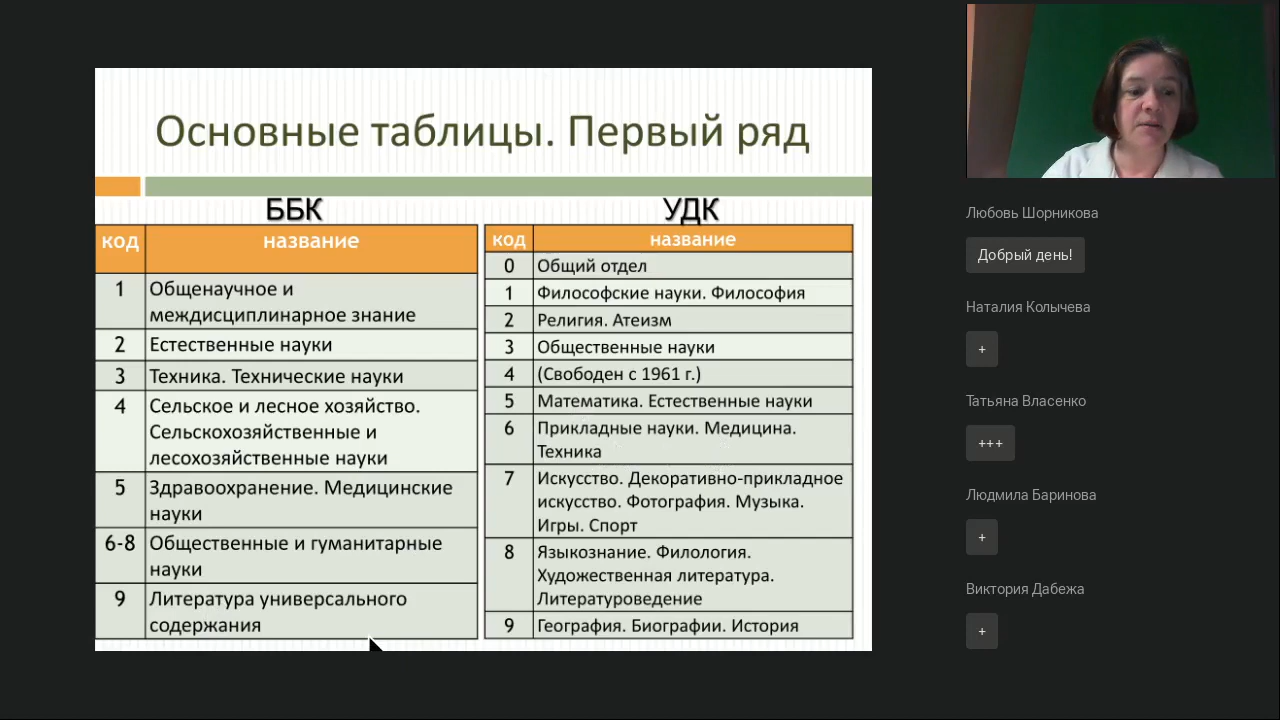 Основные таблицы. Первый ряд
ББК
код название
1 Общенаучное и
междисциплинарное знание
2 Естественные науки
3 Техника. Технические науки
4 Сельское и лесное хозяйство.
Сельскохозяйственные и
лесохозяйственные науки
5 Здравоохранение. Медицинские
науки
6-8 Общественные и гуманитарные
науки
9 Литература универсального
содержания
УДК
код название
0 Общий отдел
1 Философские науки. Философия
2 Религия. Атеизм
3 Общественные науки
4 (Свободен с 1961 г.)
5 Математика. Естественные науки
6 Прикладные науки. Медицина.
Техника
7 Искусство. Декоративно-прикладное
искусство. Фотография. Музыка.
Игры. Спорт
8 Языкознание. Филология.
Художественная литература.
Литературоведение
9 География. Биографии. История
Любовь Шорникова
Добрый день!
Наталия Колычева
+
Татьяна Власенко
+++
Людмила Баринова
+
Виктория Дабежа
+